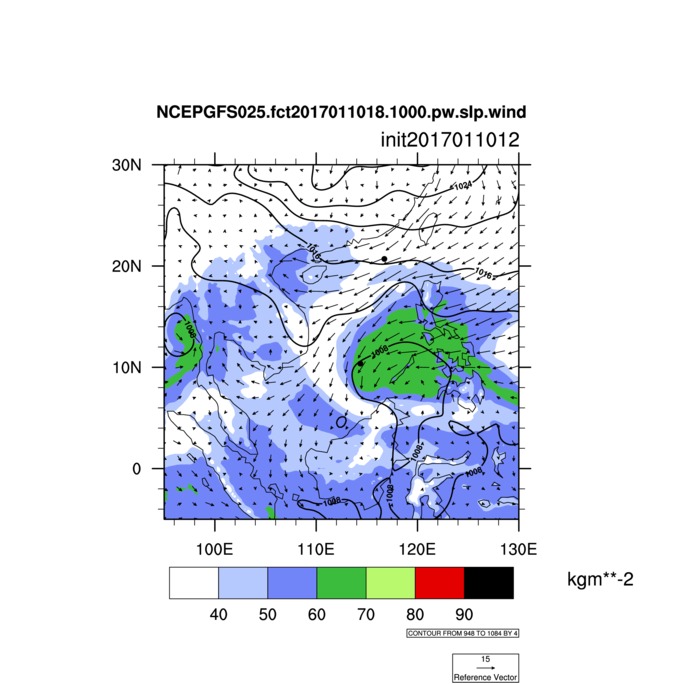 NCEPGFS025.fct2017011018.1000.pw.slp.wind
init2017011012
30N
1024
1016
20N
1016
1008
1008
10N
1008
0
1008
1008
1008
100E 110E 120E 130E
kgm**-2
40 50 60 70 80 90
CONTOUR FROM 948 TO 1084 BY 4
15
Reference Vector